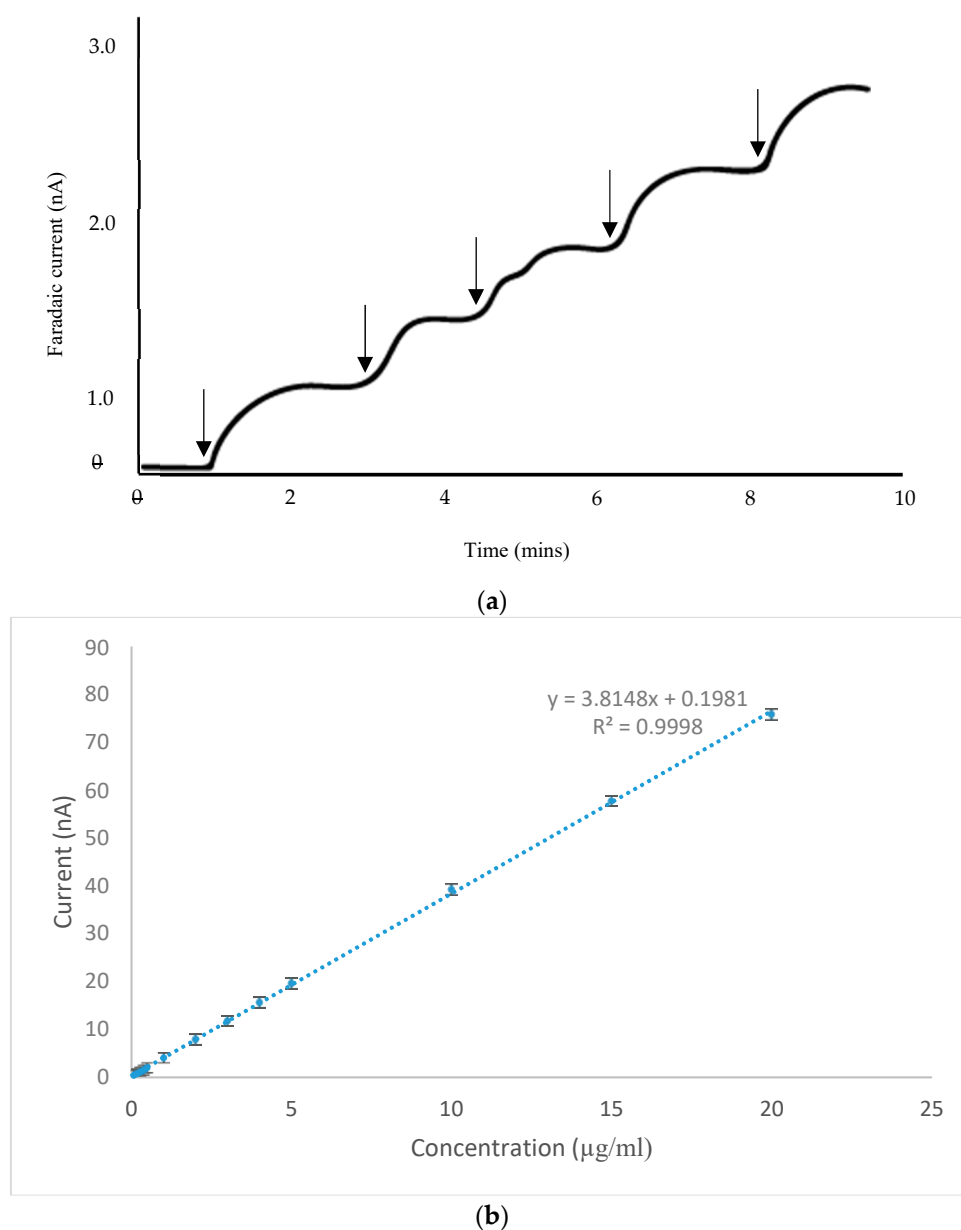 3.0
2.0
1.0
0
Faradaic current (nA)
0 2 4 6 8 10
Time (mins)
(a)
90
80
70
60
50
40
30
20
10
0
Current (nA)
y = 3.8148x + 0.1981
R² = 0.9998
0 5 10 15 20 25
Concentration (µg/ml)
(b)